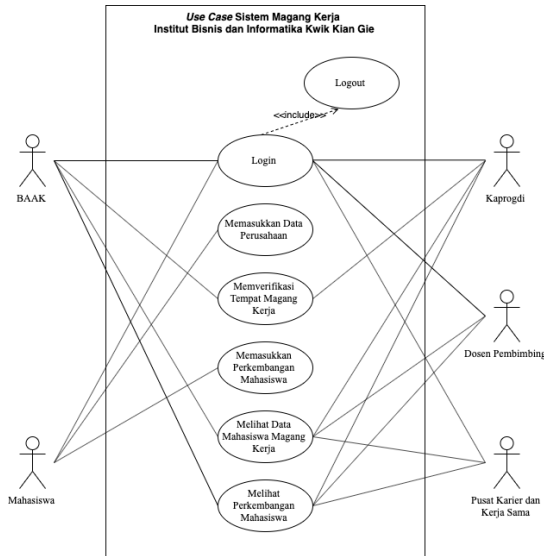 Use Case Sistem Magang Kerja
Institut Bisnis dan Informatika Kwik Kian Gie
Logout
<<include>>
Login
BAAK
Kaprogdi
Memasukkan Data
Perusahaan
Memverifikasi
Tempat Magang
Kerja
Dosen Pembimbing
Memasukkan
Perkembangan
Mahasiswa
Melihat Data
Mahasiswa Magang
Kerja
Mahasiswa
Pusat Karier dan
Kerja Sama
Melihat
Perkembangan
Mahasiswa